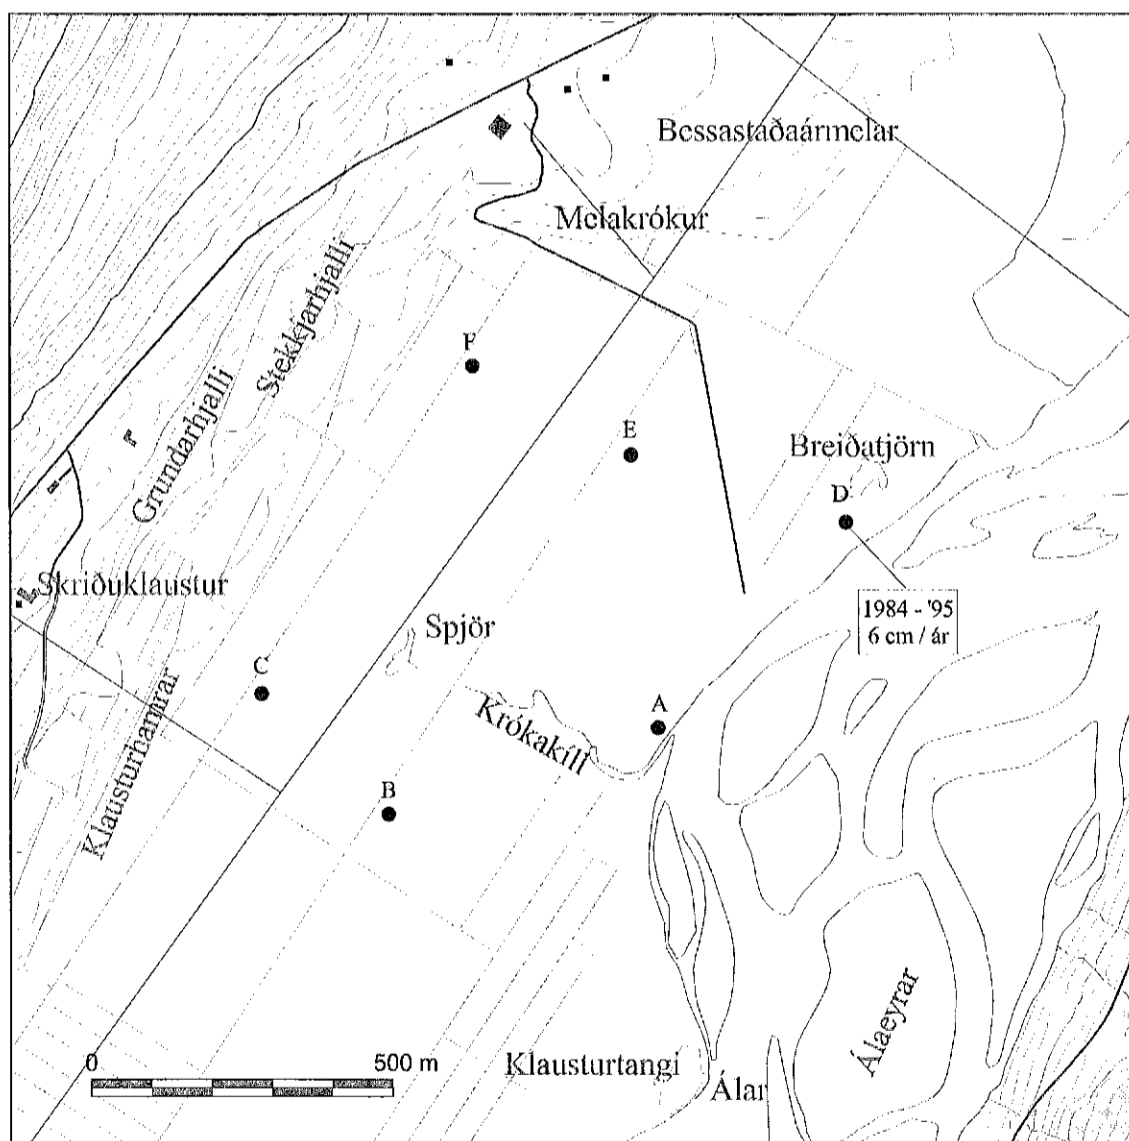 Bessastaðaármelar
Melakrókur
Stekkjarhjalli
F
Grundarhjalli
E
Breiðatjörn
D
Skriðuklaustur
1984 - '95
6 cm / ár
Spjör
C
A
Krókakíll
Klausturhamrar
B
Álaeyrar
0 500 m
Klausturtangi
Álar